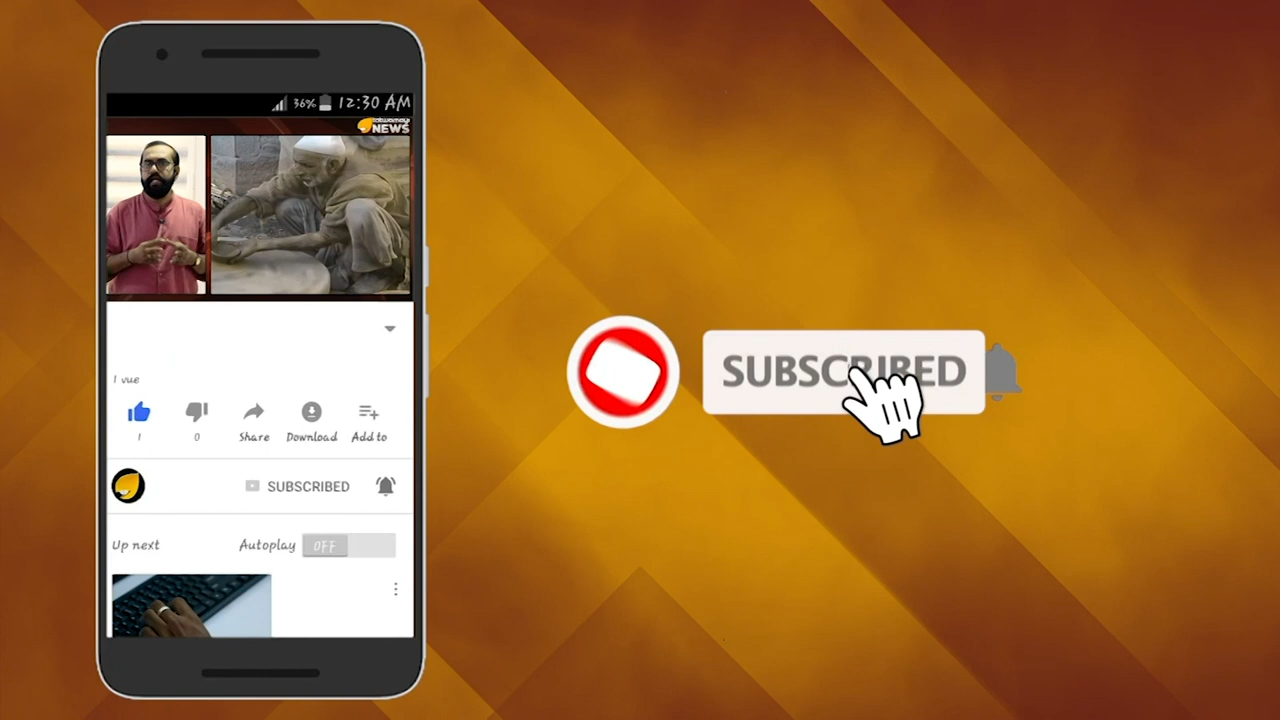 36% 12:30 AM
tatwamayi
NEWS
1 vue
1 0 Share Download Add to
SUBSCRIBED
Up next Autoplay OFF
SUBSCRIBED